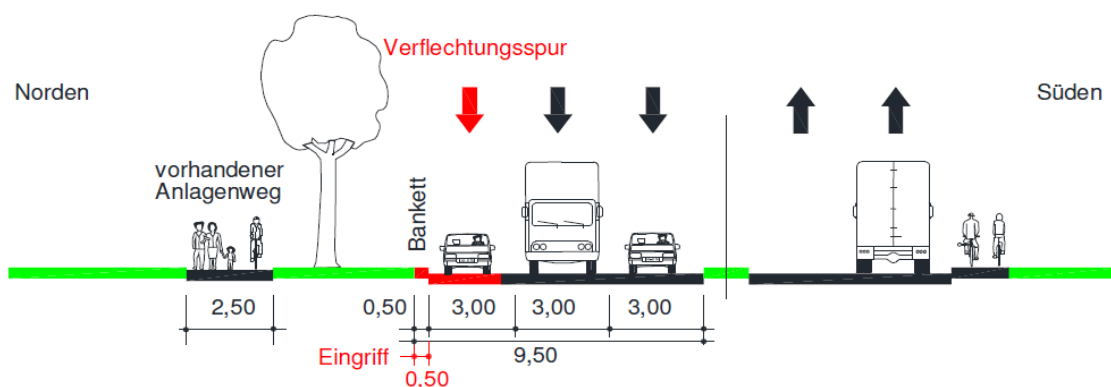 Verflechtungsspur
Norden
Süden
vorhandener
Anlagenweg
Bankett
2,50
0,50
3,00
3,00
3,00
9,50
Eingriff
0,50